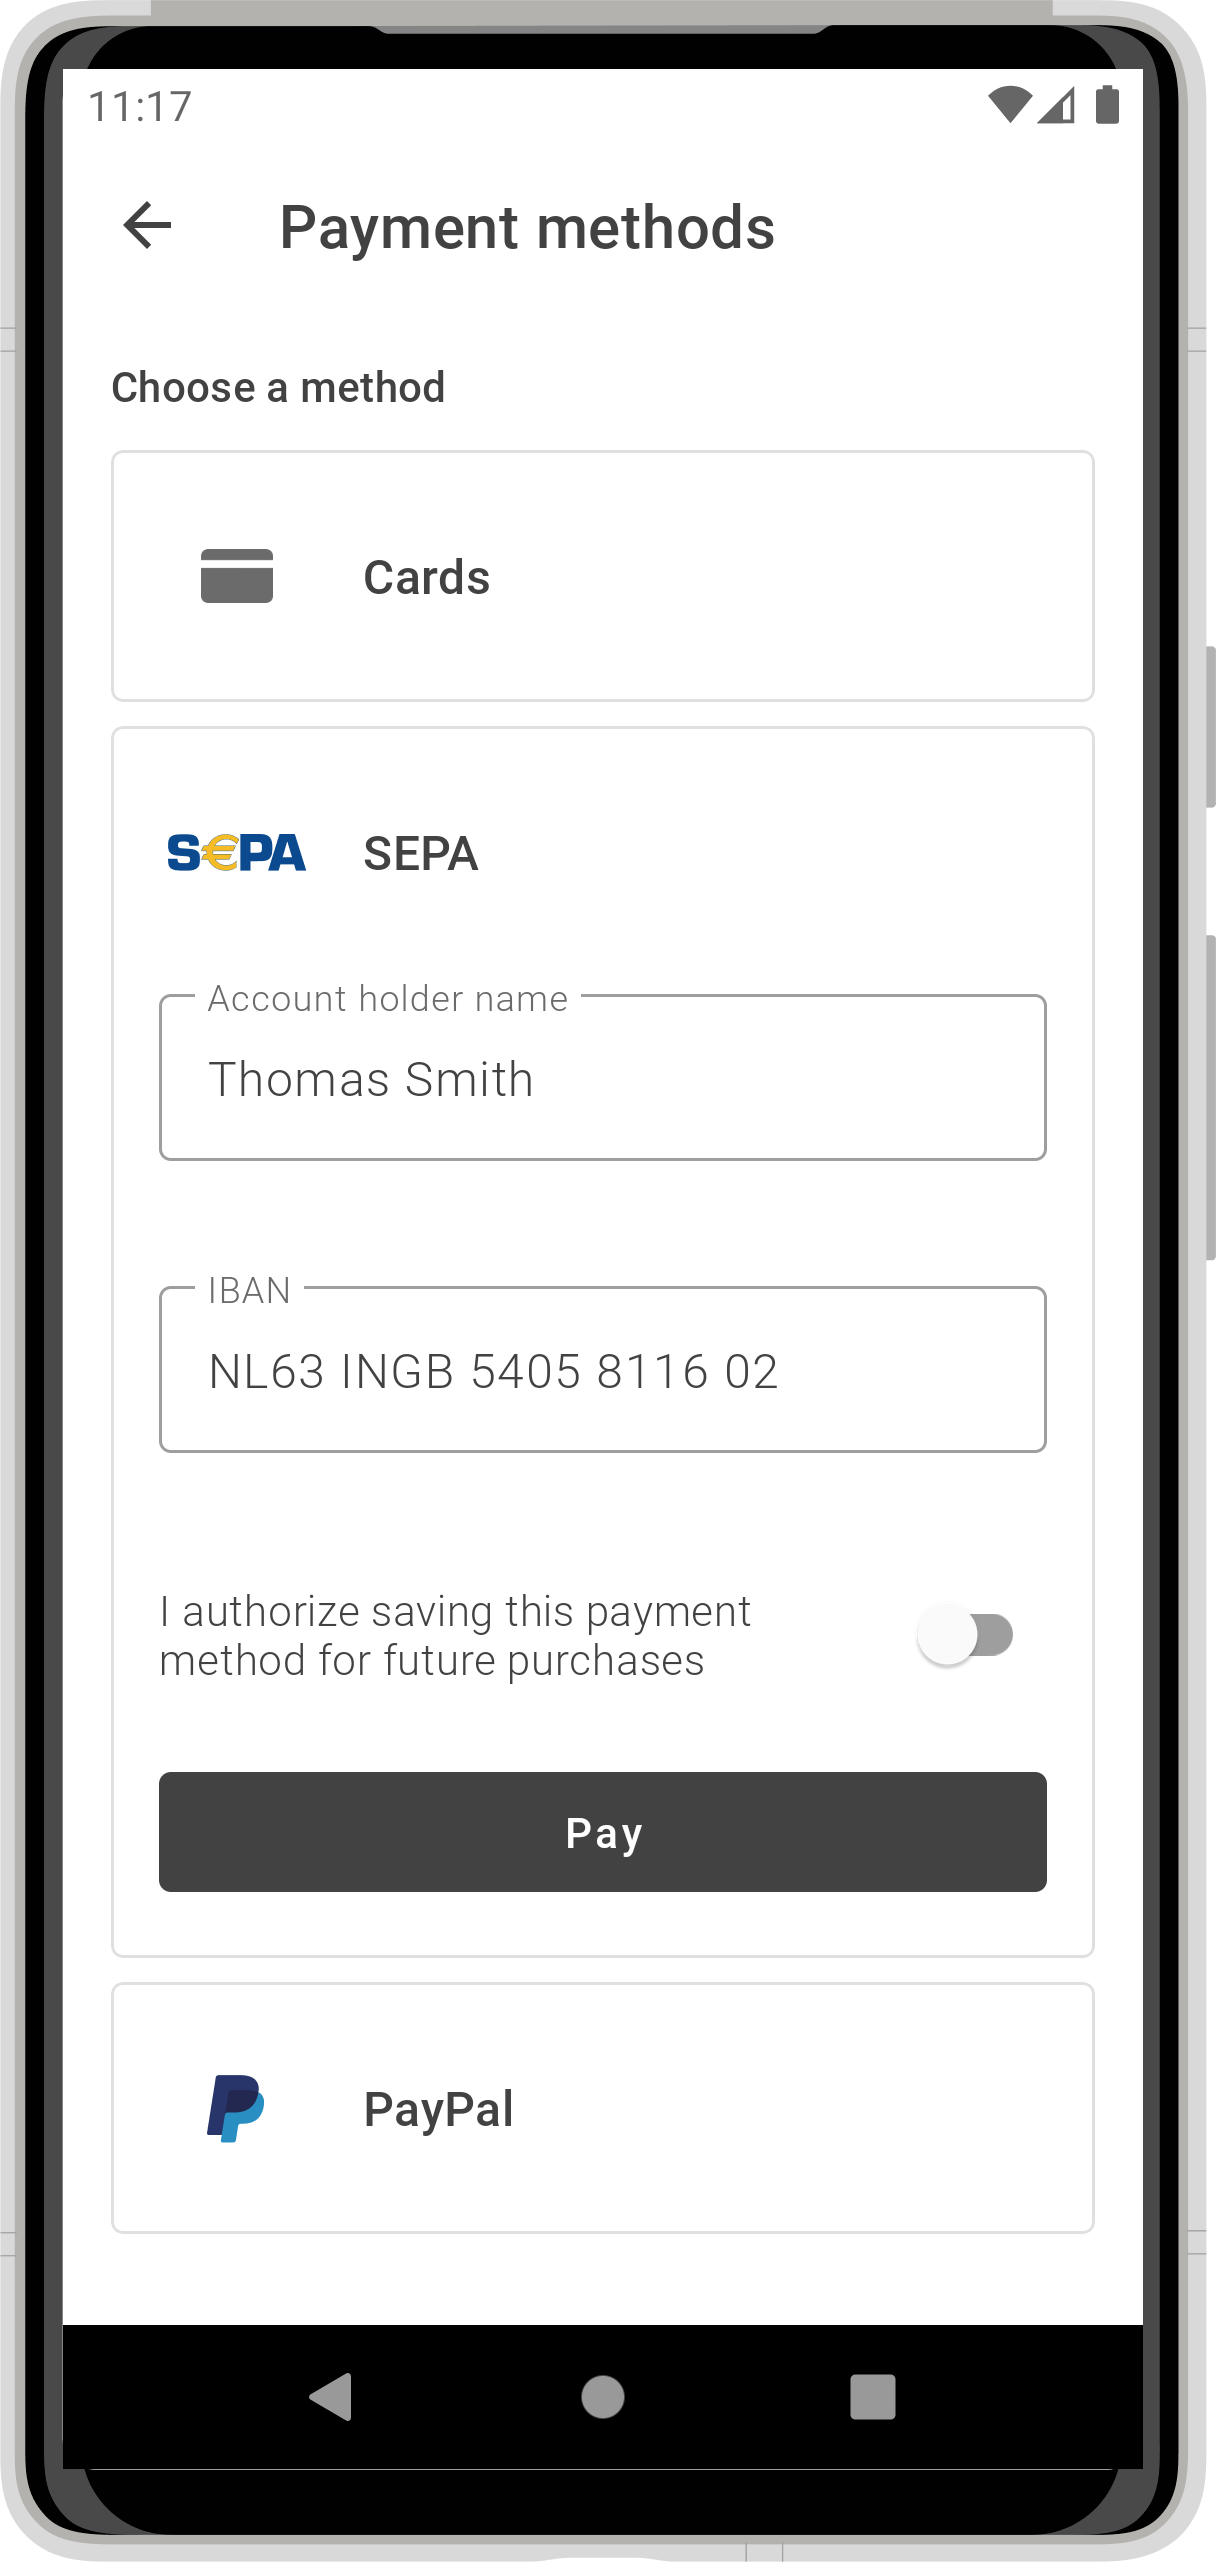 11:17
Payment methods
Choose a method
Cards
S€PA SEPA
Account holder name
Thomas Smith
IBAN
NL63 INGB 5405 8116 02
I authorize saving this payment
method for future purchases
Pay
PayPal